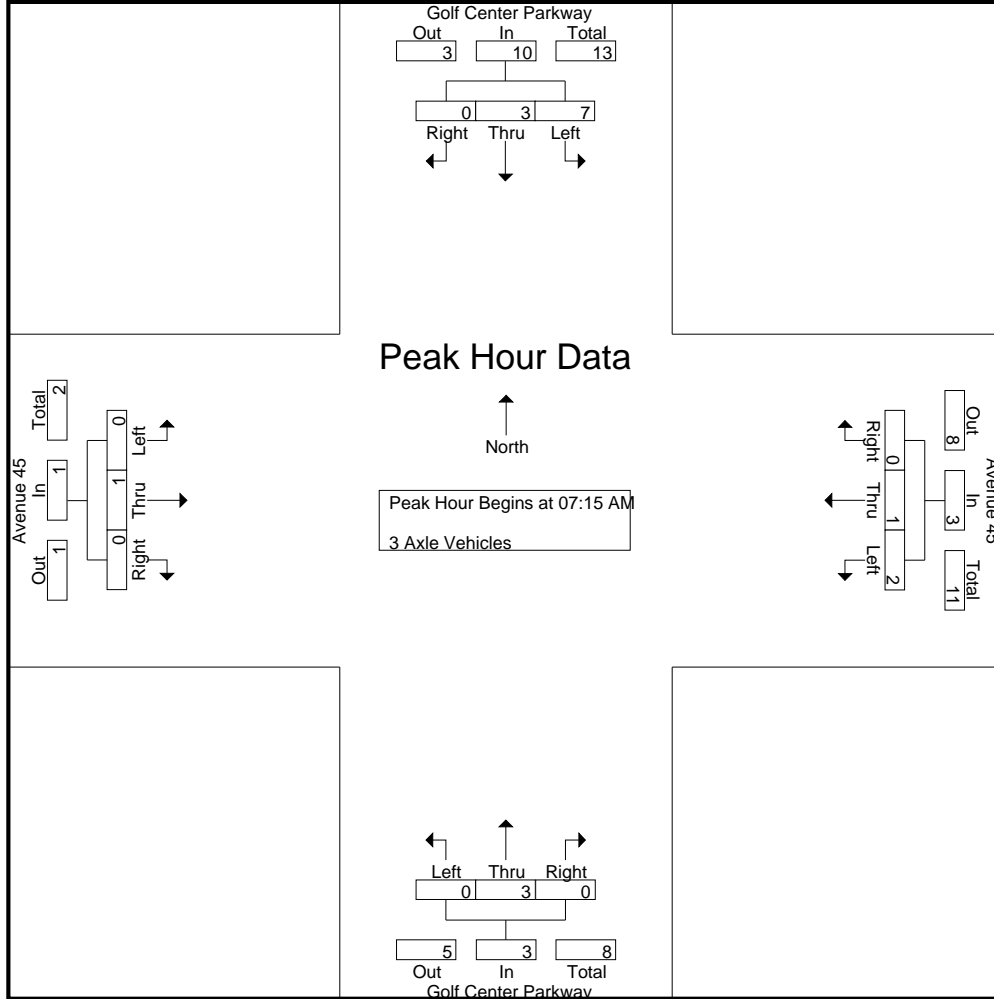 Golf Center Parkway
Out In Total
3 10 13
0 3 7
Right Thru Left
Peak Hour Data
North
Peak Hour Begins at 07:15 AM
3 Axle Vehicles
Avenue 45
Total In Out
2 1 1
0 1 0
Left Thru Right
Right Thru Left
0 1 2
8 3 11
Out In Total
Avenue 45
Left Thru Right
0 3 0
5 3 8
Out In Total
Golf Center Parkway